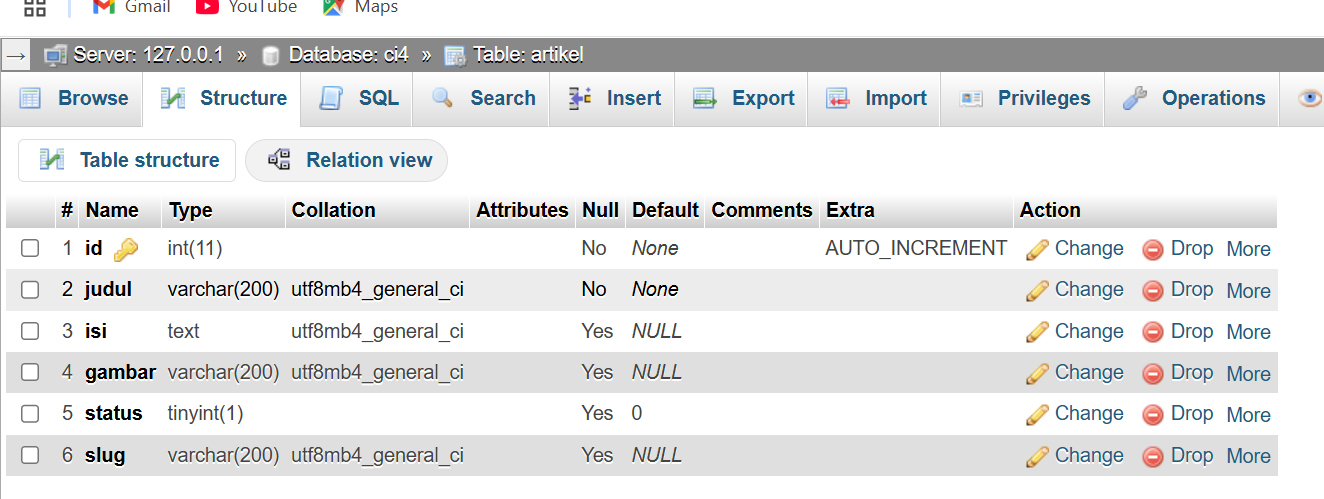 Gmail YouTube Maps
→ Server: 127.0.0.1 » Database: ci4 » Table: artikel
Browse Structure SQL Search Insert Export Import Privileges Operations
Table structure Relation view
# Name Type Collation Attributes Null Default Comments Extra Action
1 id int(11) No None AUTO_INCREMENT Change Drop More
2 judul varchar(200) utf8mb4_general_ci No None Change Drop More
3 isi text utf8mb4_general_ci Yes NULL Change Drop More
4 gambar varchar(200) utf8mb4_general_ci Yes NULL Change Drop More
5 status tinyint(1) Yes 0 Change Drop More
6 slug varchar(200) utf8mb4_general_ci Yes NULL Change Drop More